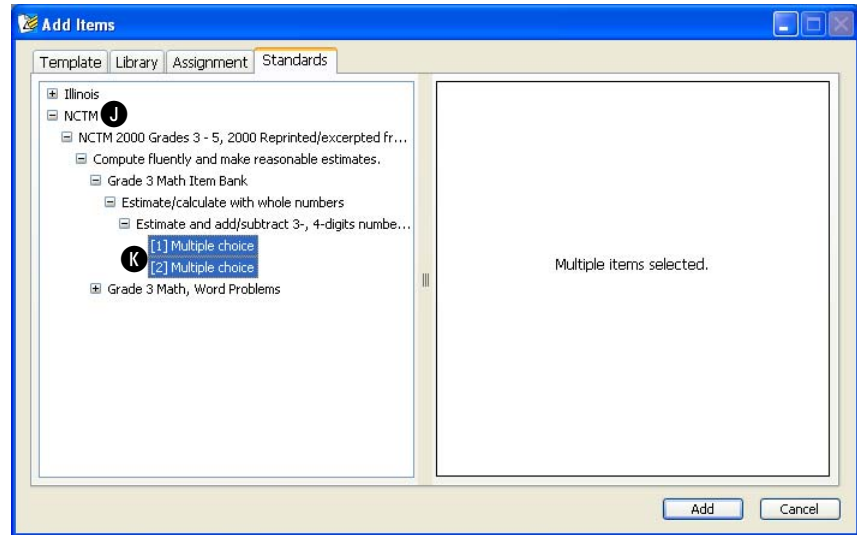 Add Items
Template Library Assignment Standards
Illinois
NCTM J
NCTM 2000 Grades 3 - 5, 2000 Reprinted/excerpted fr...
Compute fluently and make reasonable estimates.
Grade 3 Math Item Bank
Estimate/calculate with whole numbers
Estimate and add/subtract 3-, 4-digits numbe...
[1] Multiple choice
K
[2] Multiple choice
Grade 3 Math, Word Problems
Multiple items selected.
Add Cancel